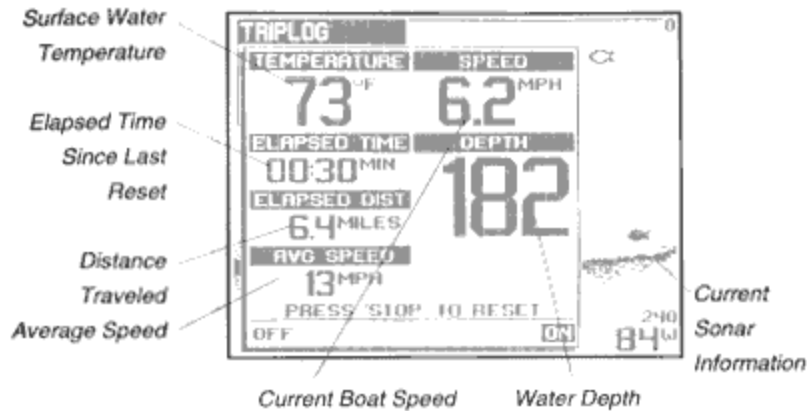 Surface Water
Temperature
Elapsed Time
Since Last
Reset
Distance
Traveled
Average Speed
TRIPLOG
0
TEMPERATURE
SPEED
73°F
6.2MPH
ELAPSED TIME
DEPTH
00:30MIN
182
ELAPSED DIST
6.4MILES
AVG SPEED
13MPH
PRESS STOP TO RESET
OFF
ON
240
84W
Current
Sonar
Information
Current Boat Speed
Water Depth